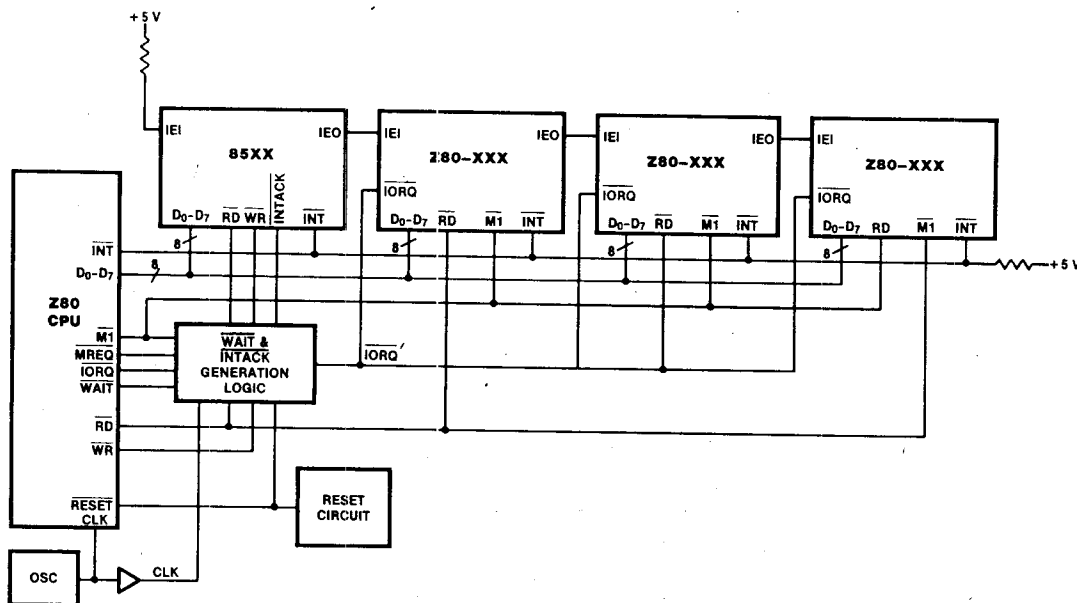 +5 V
IEI
IEO
85XX
D0-D7
RD
WR
INTACK
INT
8
IEI
IEO
Z80-XXX
IORQ
D0-D7
RD
M1
INT
8
IEI
IEO
Z80-XXX
IORQ
D0-D7
RD
M1
INT
8
IEI
Z80-XXX
IORQ
D0-D7
RD
M1
INT
8
+5 V
Z80
CPU
INT
D0-D7
8
M1
MREQ
IORQ
WAIT
RD
WR
RESET
CLK
WAIT &
INTACK
GENERATION
LOGIC
IORQ'
RESET
CIRCUIT
OSC
CLK